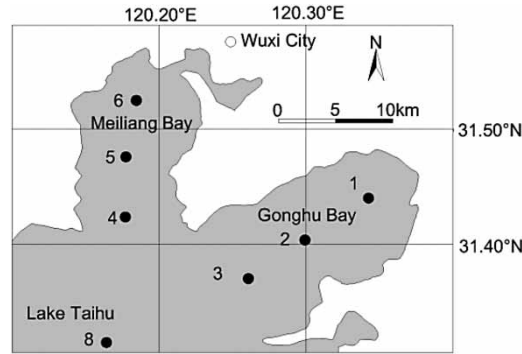 120.20°E 120.30°E
Wuxi City
N
6
Meiliang Bay
0 5 10km
31.50°N
5
1
4
Gonghu Bay
2
31.40°N
3
Lake Taihu
8